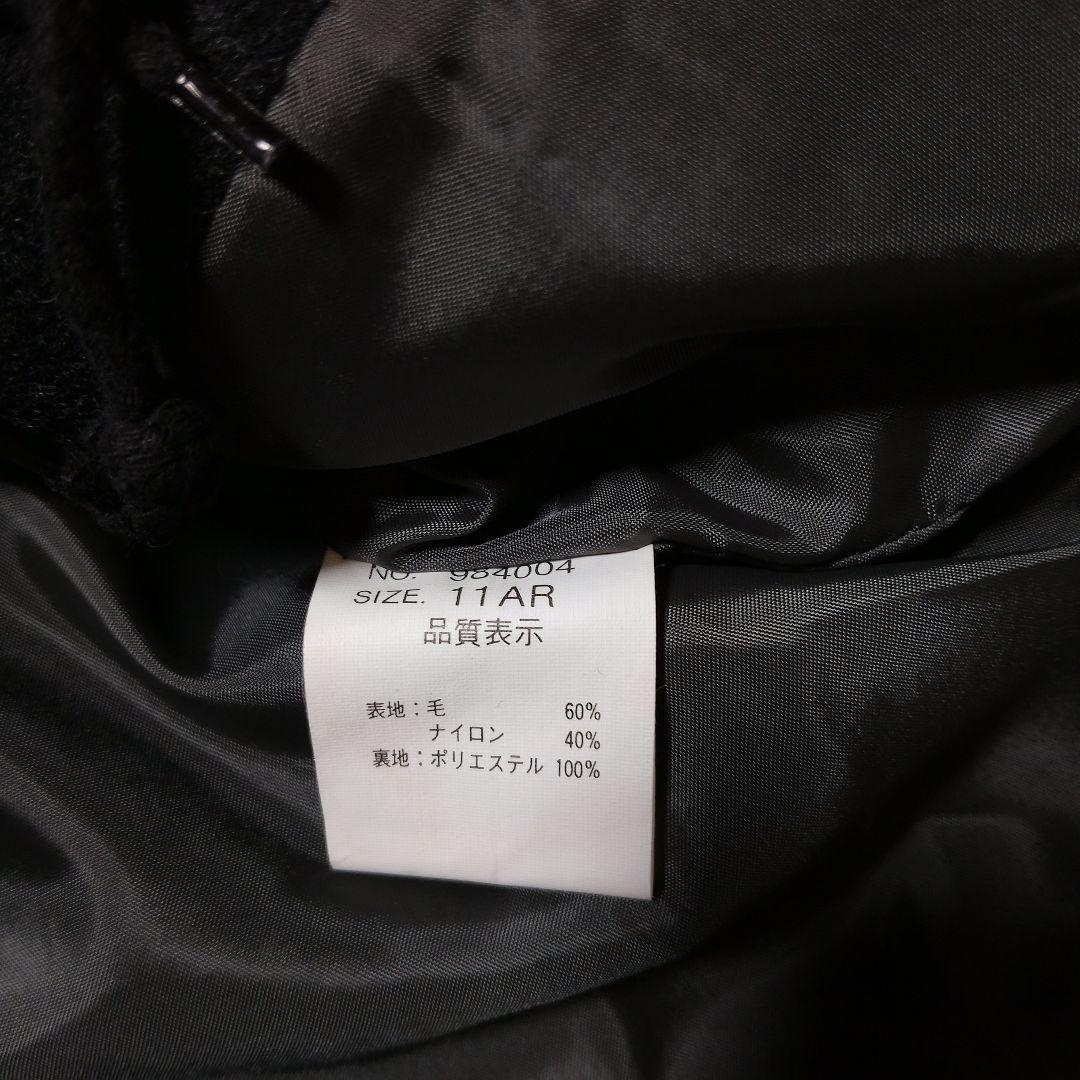 NO. 984004
SIZE. 11AR
品質表示
表地：毛 60%
ナイロン 40%
裏地：ポリエステル 100%